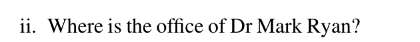 ii. Where is the office of Dr Mark Ryan?